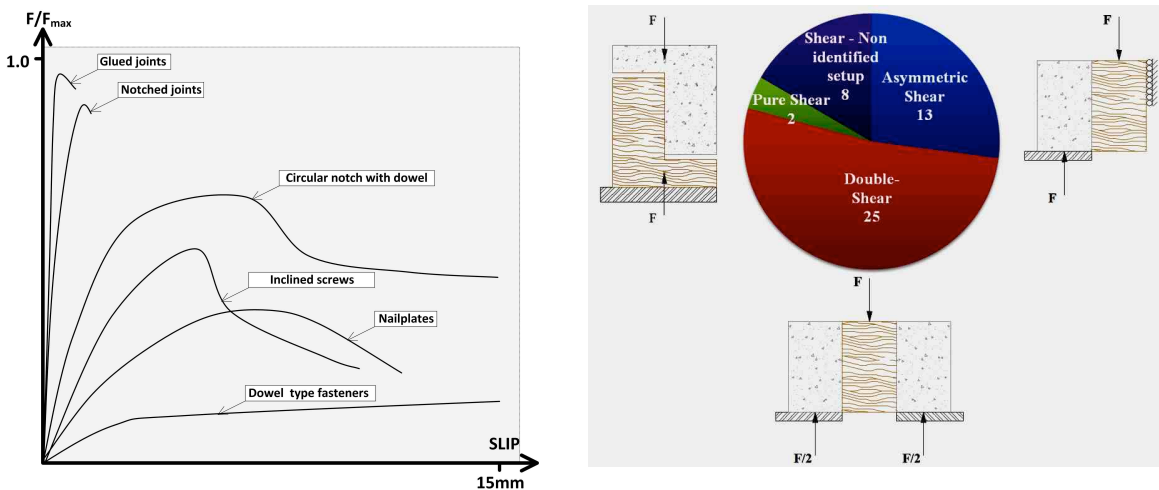 F/Fmax
1.0
Glued joints
Notched joints
Circular notch with dowel
Inclined screws
Nailplates
Dowel type fasteners
SLIP
15mm
F
F
Shear - Non
identified
setup
8
Asymmetric
Shear
13
Pure Shear
2
Double-
Shear
25
F
F
F
F/2
F/2